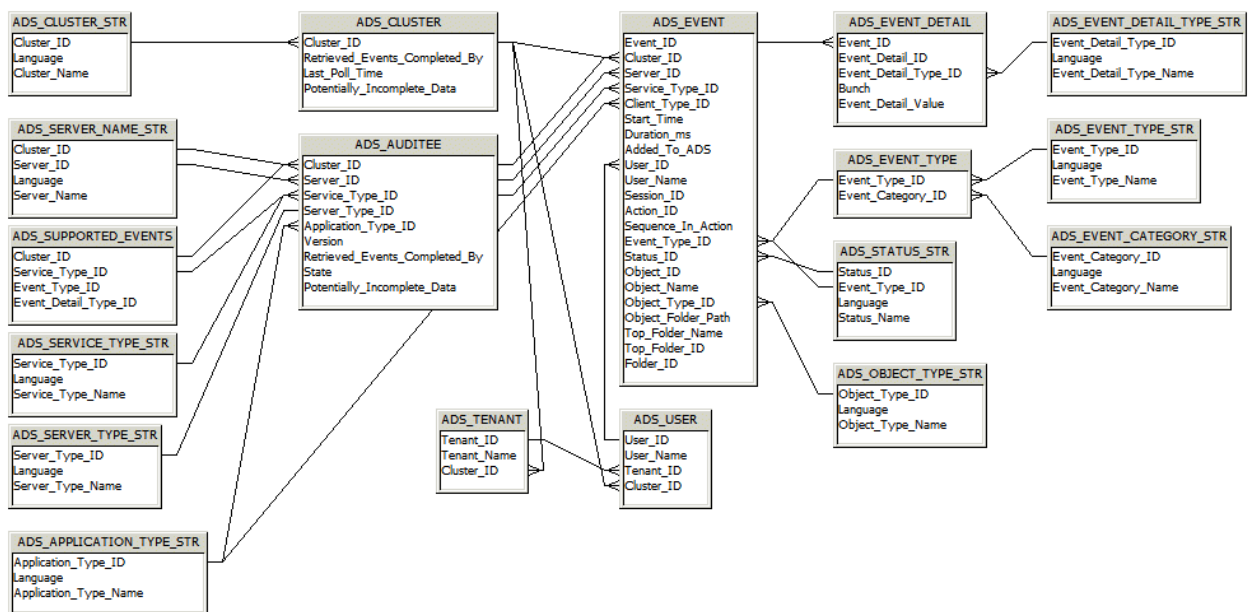 ADS_CLUSTER_STR
Cluster_ID
Language
Cluster_Name
ADS_CLUSTER
Cluster_ID
Retrieved_Events_Completed_By
Last_Poll_Time
Potentially_Incomplete_Data
ADS_EVENT
Event_ID
Cluster_ID
Server_ID
Service_Type_ID
Client_Type_ID
Start_Time
Duration_ms
Added_To_ADS
User_ID
User_Name
Session_ID
Action_ID
Sequence_In_Action
Event_Type_ID
Status_ID
Object_ID
Object_Name
Object_Type_ID
Object_Folder_Path
Top_Folder_Name
Top_Folder_ID
Folder_ID
ADS_EVENT_DETAIL
Event_ID
Event_Detail_ID
Event_Detail_Type_ID
Bunch
Event_Detail_Value
ADS_EVENT_DETAIL_TYPE_STR
Event_Detail_Type_ID
Language
Event_Detail_Type_Name
ADS_SERVER_NAME_STR
Cluster_ID
Server_ID
Language
Server_Name
ADS_AUDITEE
Cluster_ID
Server_ID
Service_Type_ID
Server_Type_ID
Application_Type_ID
Version
Retrieved_Events_Completed_By
State
Potentially_Incomplete_Data
ADS_EVENT_TYPE
Event_Type_ID
Event_Category_ID
ADS_EVENT_TYPE_STR
Event_Type_ID
Language
Event_Type_Name
ADS_SUPPORTED_EVENTS
Cluster_ID
Service_Type_ID
Event_Type_ID
Event_Detail_Type_ID
ADS_STATUS_STR
Status_ID
Event_Type_ID
Language
Status_Name
ADS_EVENT_CATEGORY_STR
Event_Category_ID
Language
Event_Category_Name
ADS_SERVICE_TYPE_STR
Service_Type_ID
Language
Service_Type_Name
ADS_OBJECT_TYPE_STR
Object_Type_ID
Language
Object_Type_Name
ADS_SERVER_TYPE_STR
Server_Type_ID
Language
Server_Type_Name
ADS_TENANT
Tenant_ID
Tenant_Name
Cluster_ID
ADS_USER
User_ID
User_Name
Tenant_ID
Cluster_ID
ADS_APPLICATION_TYPE_STR
Application_Type_ID
Language
Application_Type_Name